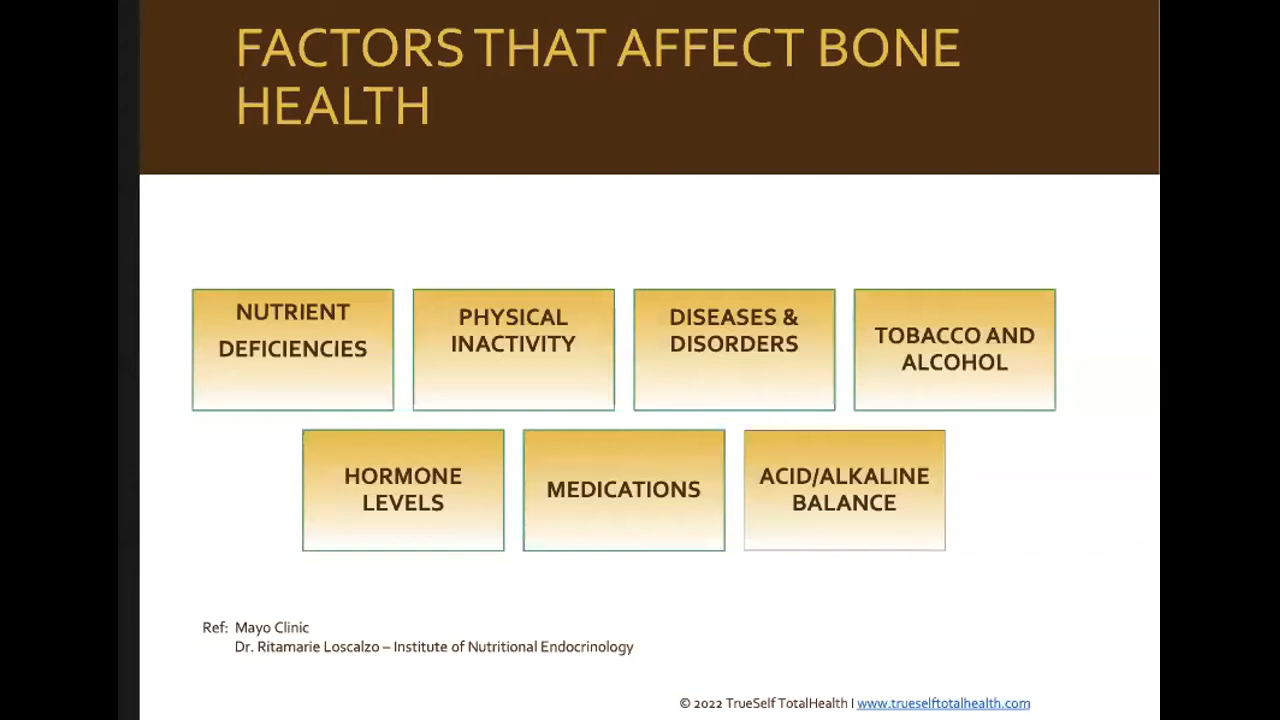 FACTORS THAT AFFECT BONE
HEALTH
NUTRIENT
DEFICIENCIES
PHYSICAL
INACTIVITY
DISEASES &
DISORDERS
TOBACCO AND
ALCOHOL
HORMONE
LEVELS
MEDICATIONS
ACID/ALKALINE
BALANCE
Ref: Mayo Clinic
Dr. Ritamarie Loscalzo – Institute of Nutritional Endocrinology
© 2022 TrueSelf TotalHealth I www.trueselftotalhealth.com